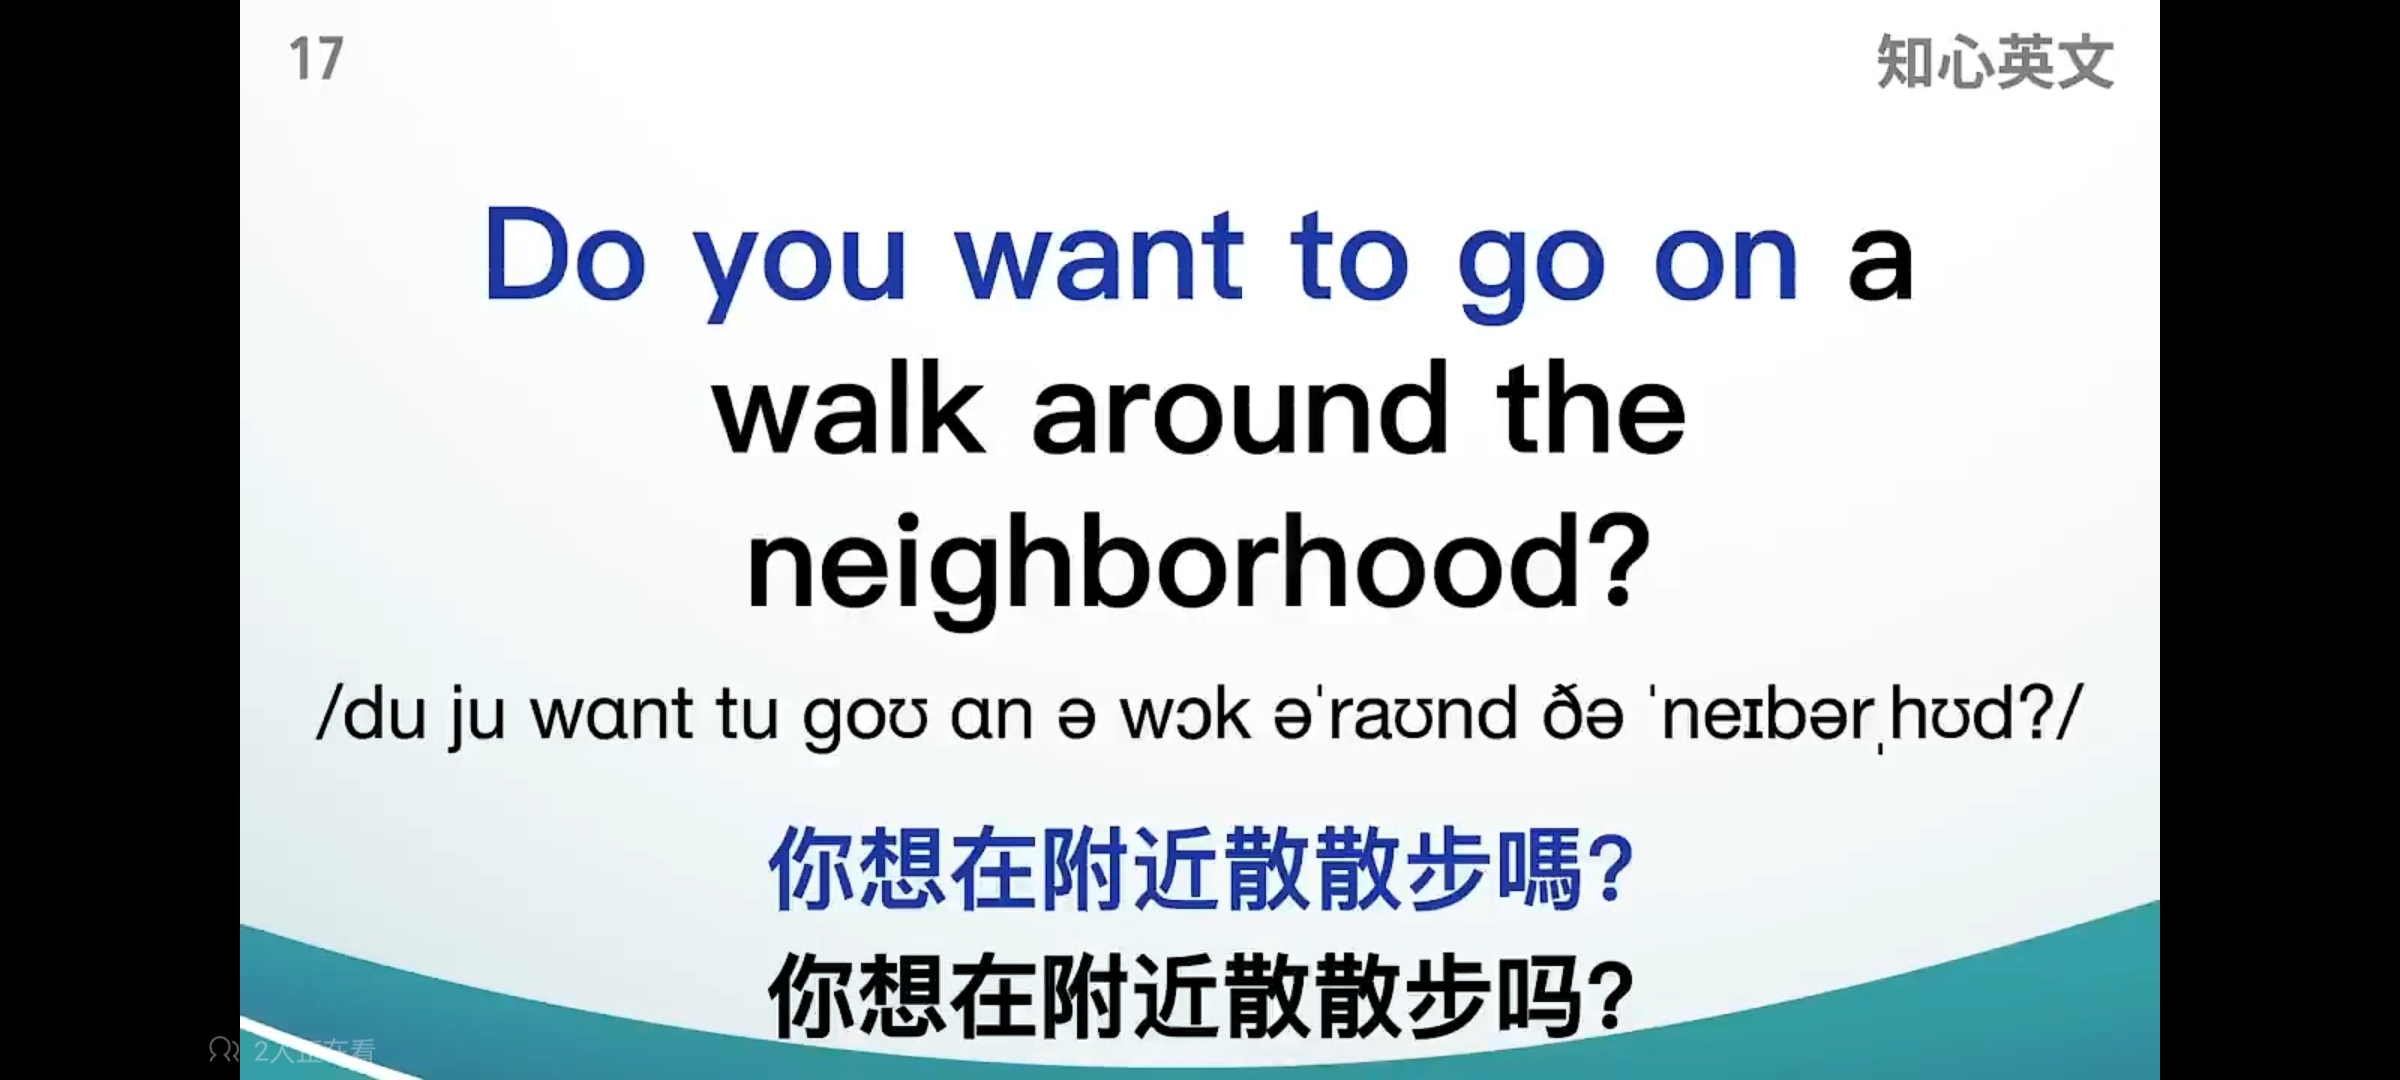 17
知心英文
Do you want to go on a
walk around the
neighborhood?
/du ju wɑnt tu goʊ ɑn ə wɔk əˈraʊnd ðə ˈneɪbərˌhʊd?/
你想在附近散散步嗎?
你想在附近散散步吗?
2人正在看